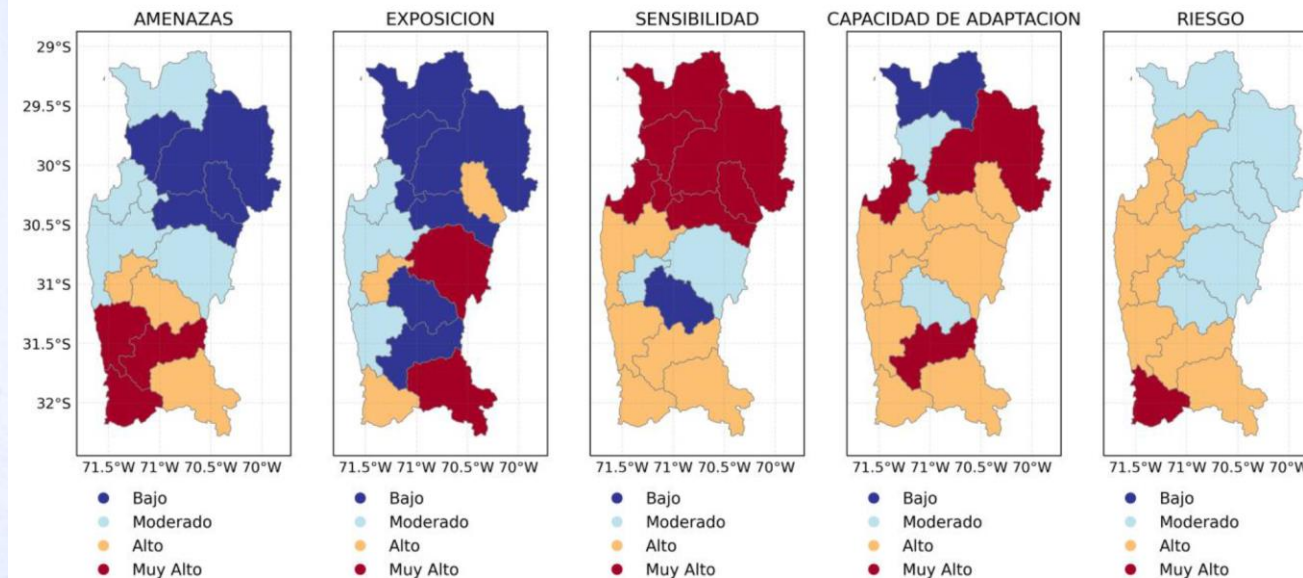 AMENAZAS
EXPOSICION
SENSIBILIDAD
CAPACIDAD DE ADAPTACION
RIESGO
29°S
29.5°S
30°S
30.5°S
31°S
31.5°S
32°S
71.5°W 71°W 70.5°W 70°W
71.5°W 71°W 70.5°W 70°W
71.5°W 71°W 70.5°W 70°W
71.5°W 71°W 70.5°W 70°W
71.5°W 71°W 70.5°W 70°W
Bajo
Moderado
Alto
Muy Alto
Bajo
Moderado
Alto
Muy Alto
Bajo
Moderado
Alto
Muy Alto
Bajo
Moderado
Alto
Muy Alto
Bajo
Moderado
Alto
Muy Alto